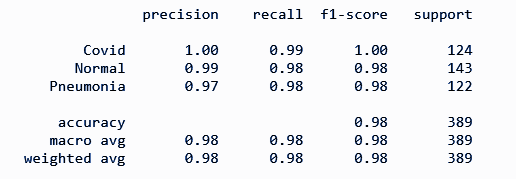 precision recall f1-score support
Covid 1.00 0.99 1.00 124
Normal 0.99 0.98 0.98 143
Pneumonia 0.97 0.98 0.98 122
accuracy 0.98 389
macro avg 0.98 0.98 0.98 389
weighted avg 0.98 0.98 0.98 389